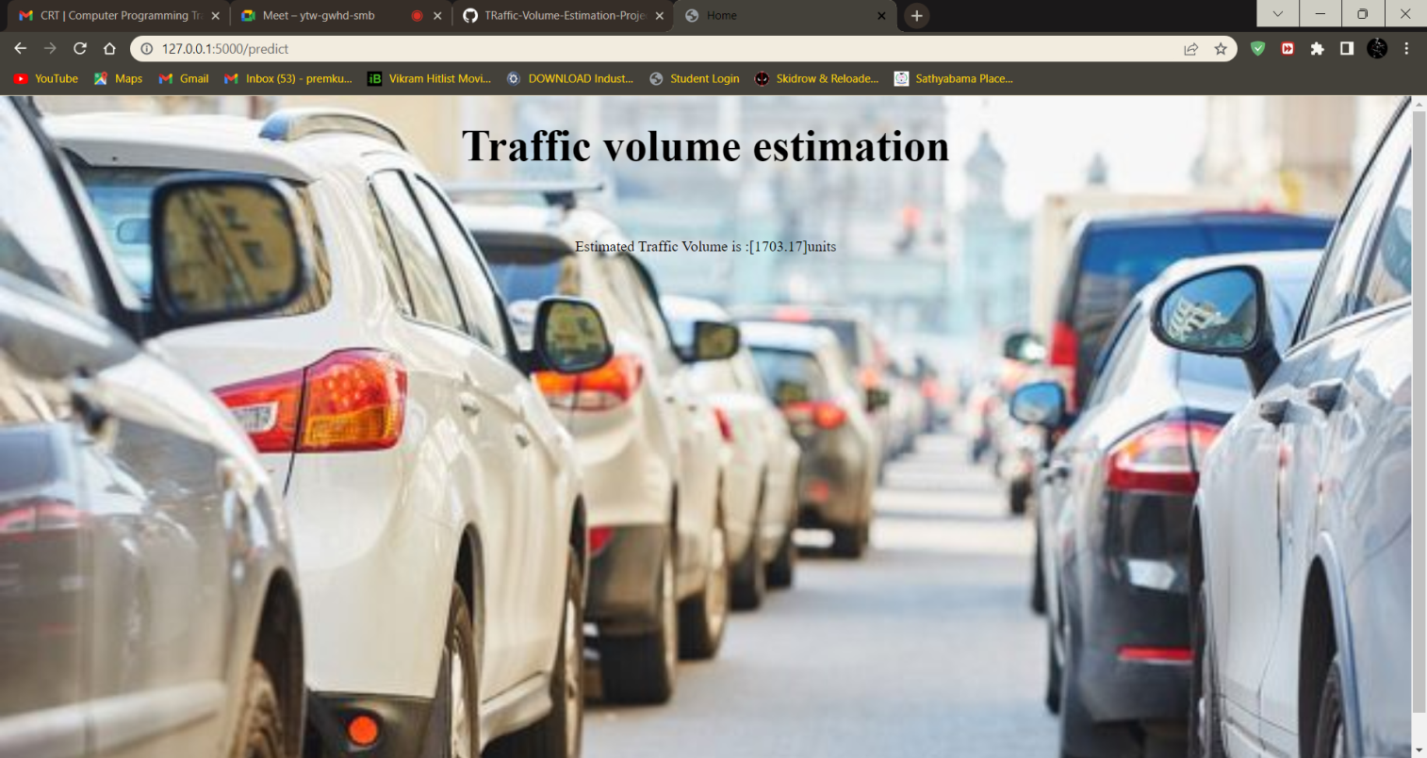 CRT | Computer Programming Tr
Meet – ytw-gwhd-smb
TRaffic-Volume-Estimation-Proje
Home
127.0.0.1:5000/predict
YouTube
Maps
Gmail
Inbox (53) - premku...
iB
Vikram Hitlist Movi...
DOWNLOAD Indust...
Student Login
Skidrow & Reloade...
Sathyabama Place...
Traffic volume estimation
Estimated Traffic Volume is :[1703.17]units